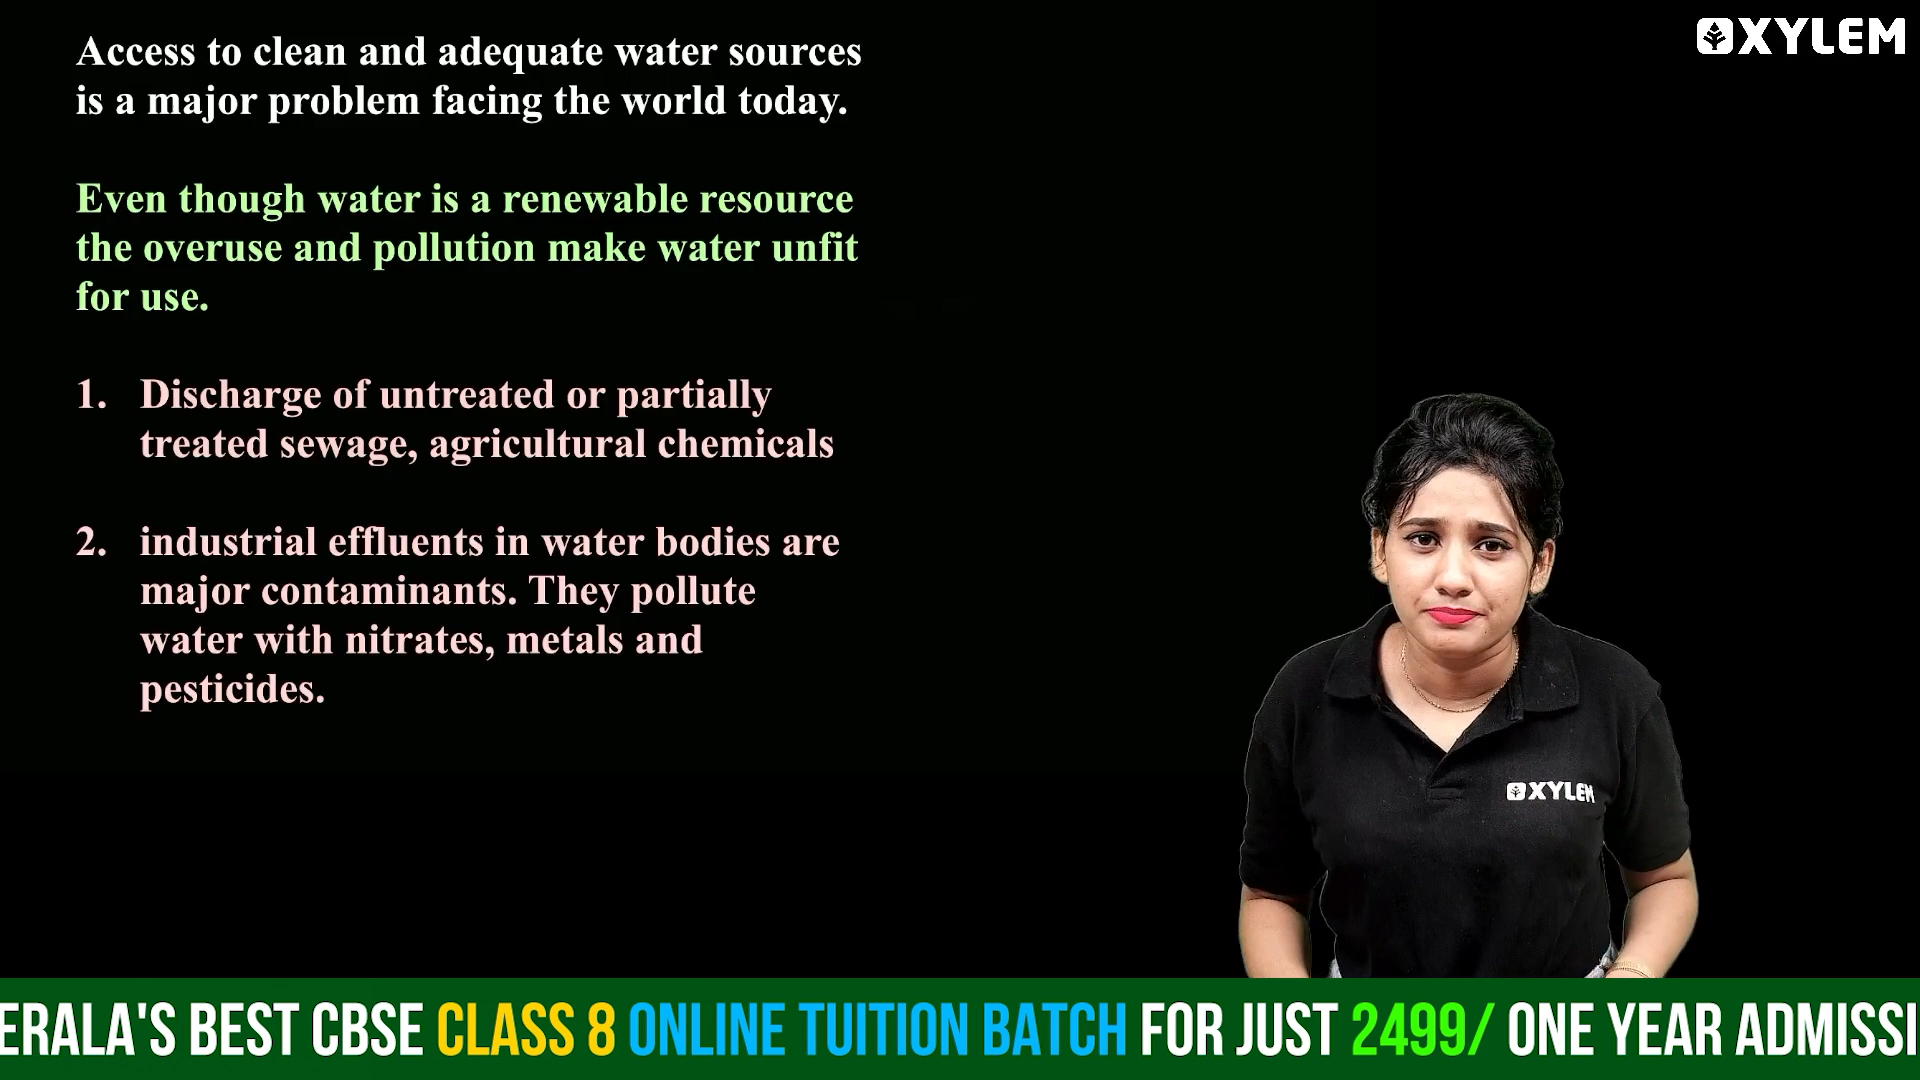 Access to clean and adequate water sources
is a major problem facing the world today.
Even though water is a renewable resource
the overuse and pollution make water unfit
for use.
1. Discharge of untreated or partially
treated sewage, agricultural chemicals
2. industrial effluents in water bodies are
major contaminants. They pollute
water with nitrates, metals and
pesticides.
XYLEM
XYLEM
ERALA'S BEST CBSE CLASS 8 ONLINE TUITION BATCH FOR JUST 2499/ ONE YEAR ADMISSI